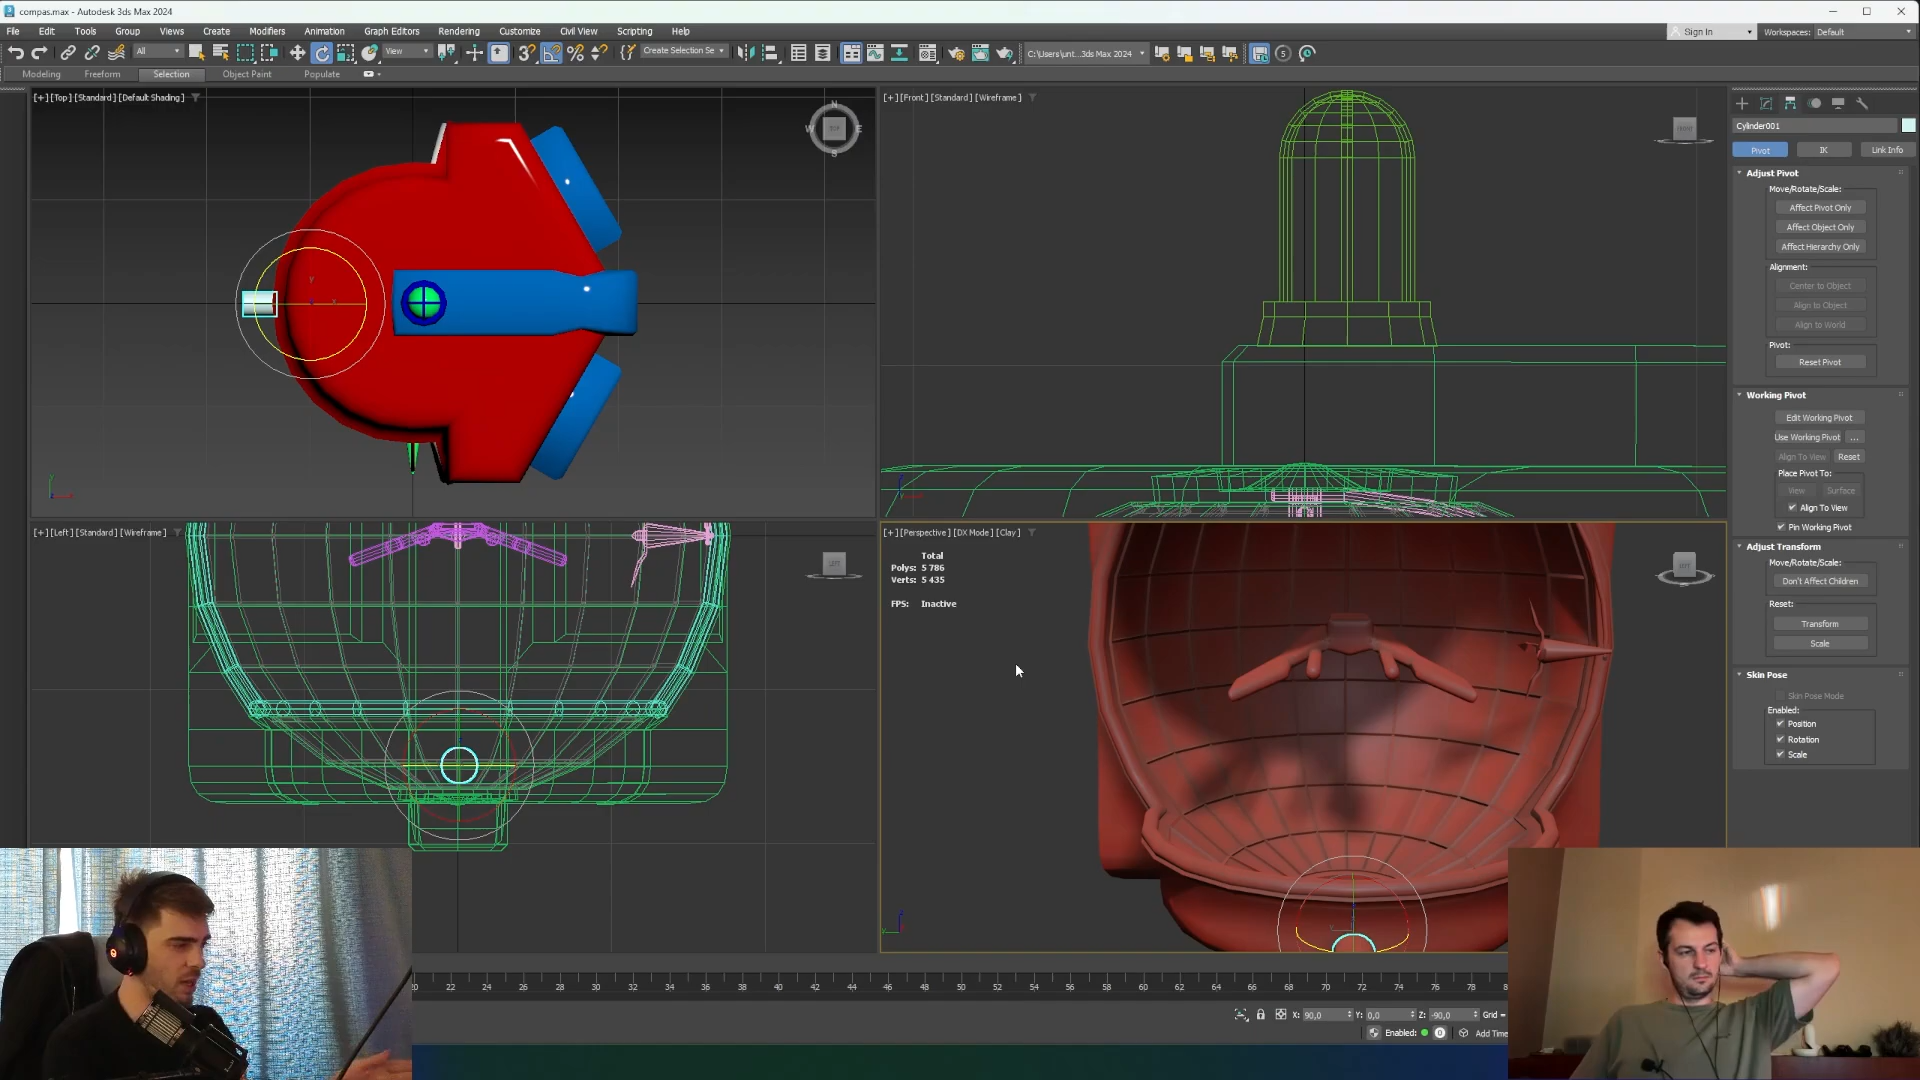 compas.max - Autodesk 3ds Max 2024
File Edit Tools Group Views Create Modifiers Animation Graph Editors Rendering Customize Civil View Scripting Help
Sign In Workspaces: Default
All View Create Selection Se C:\Users\unt...3ds Max 2024
Modeling Freeform Selection Object Paint Populate
[+] [Top] [Standard] [Default Shading]
[+] [Front] [Standard] [Wireframe]
N
W TOP E
S
FRONT
Cylinder001
Pivot IK Link Info
Adjust Pivot
Move/Rotate/Scale:
Affect Pivot Only
Affect Object Only
Affect Hierarchy Only
Alignment:
Center to Object
Align to Object
Align to World
Pivot:
Reset Pivot
Working Pivot
Edit Working Pivot
Use Working Pivot ...
Align To View Reset
Place Pivot To:
View Surface
Align To View
Pin Working Pivot
Adjust Transform
Move/Rotate/Scale:
Don't Affect Children
Reset:
Transform
Scale
Skin Pose
Skin Pose Mode
Enabled:
Position
Rotation
Scale
[+] [Left] [Standard] [Wireframe]
LEFT
[+] [Perspective] [DX Mode] [Clay]
Total
Polys: 5 786
Verts: 5 435
FPS: Inactive
LEFT
20 22 24 26 28 30 32 34 36 38 40 42 44 46 48 50 52 54 56 58 60 62 64 66 68 70 72 74 76 78
X: 90,0 Y: 0,0 Z: -90,0 Grid =
Enabled: Add Time